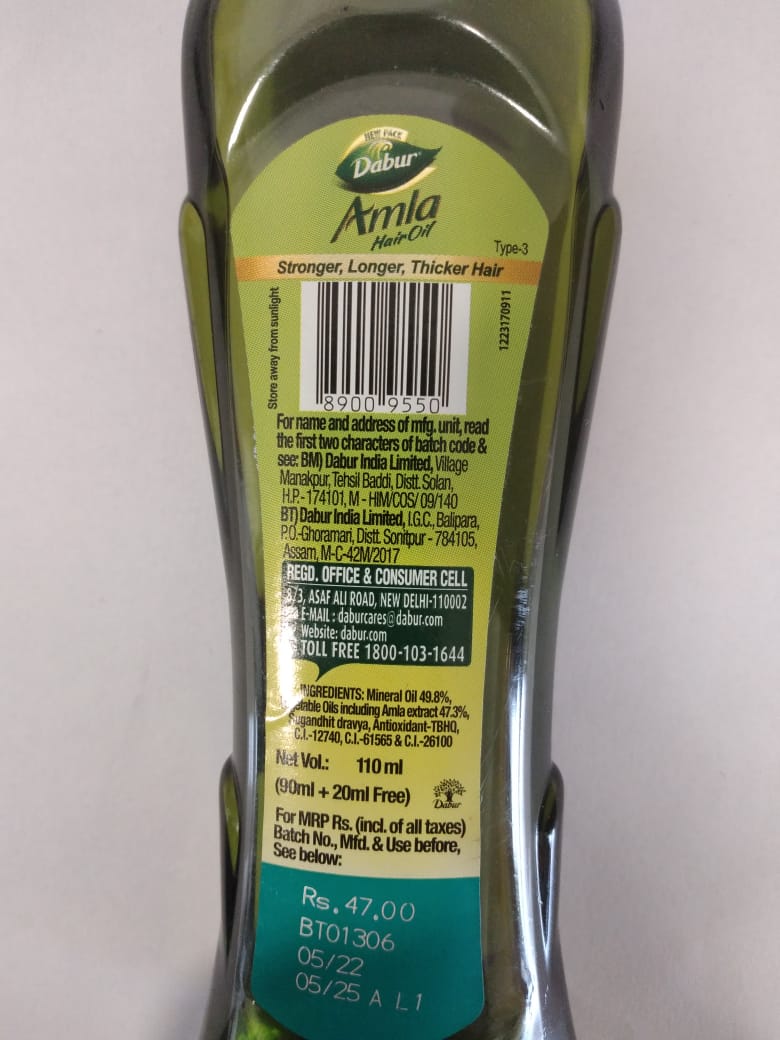 NEW PACK
Dabur
Amla
Hair Oil
Type-3
Stronger, Longer, Thicker Hair
Store away from sunlight
1223170911
8900 9550
For name and address of mfg. unit, read
the first two characters of batch code &
see: BM) Dabur India Limited, Village
Manakpur, Tehsil Baddi, Distt. Solan,
H.P.- 174101, M - HIM/COS/ 09/140
BT) Dabur India Limited, I.G.C., Balipara,
P.O.-Ghoramari, Distt. Sonitpur - 784105,
Assam, M-C-42M/2017
REGD. OFFICE & CONSUMER CELL
8/3, ASAF ALI ROAD, NEW DELHI-110002
E-MAIL : daburcares@dabur.com
Website: dabur.com
TOLL FREE 1800-103-1644
INGREDIENTS: Mineral Oil 49.8%,
Vegetable Oils including Amla extract 47.3%,
Sugandhit dravya, Antioxidant-TBHQ,
C.I.-12740, C.I.-61565 & C.I.-26100
Net Vol.: 110 ml
(90ml + 20ml Free)
Dabur
For MRP Rs. (incl. of all taxes)
Batch No., Mfd. & Use before,
See below:
Rs. 47.00
BT01306
05/22
05/25 A L1